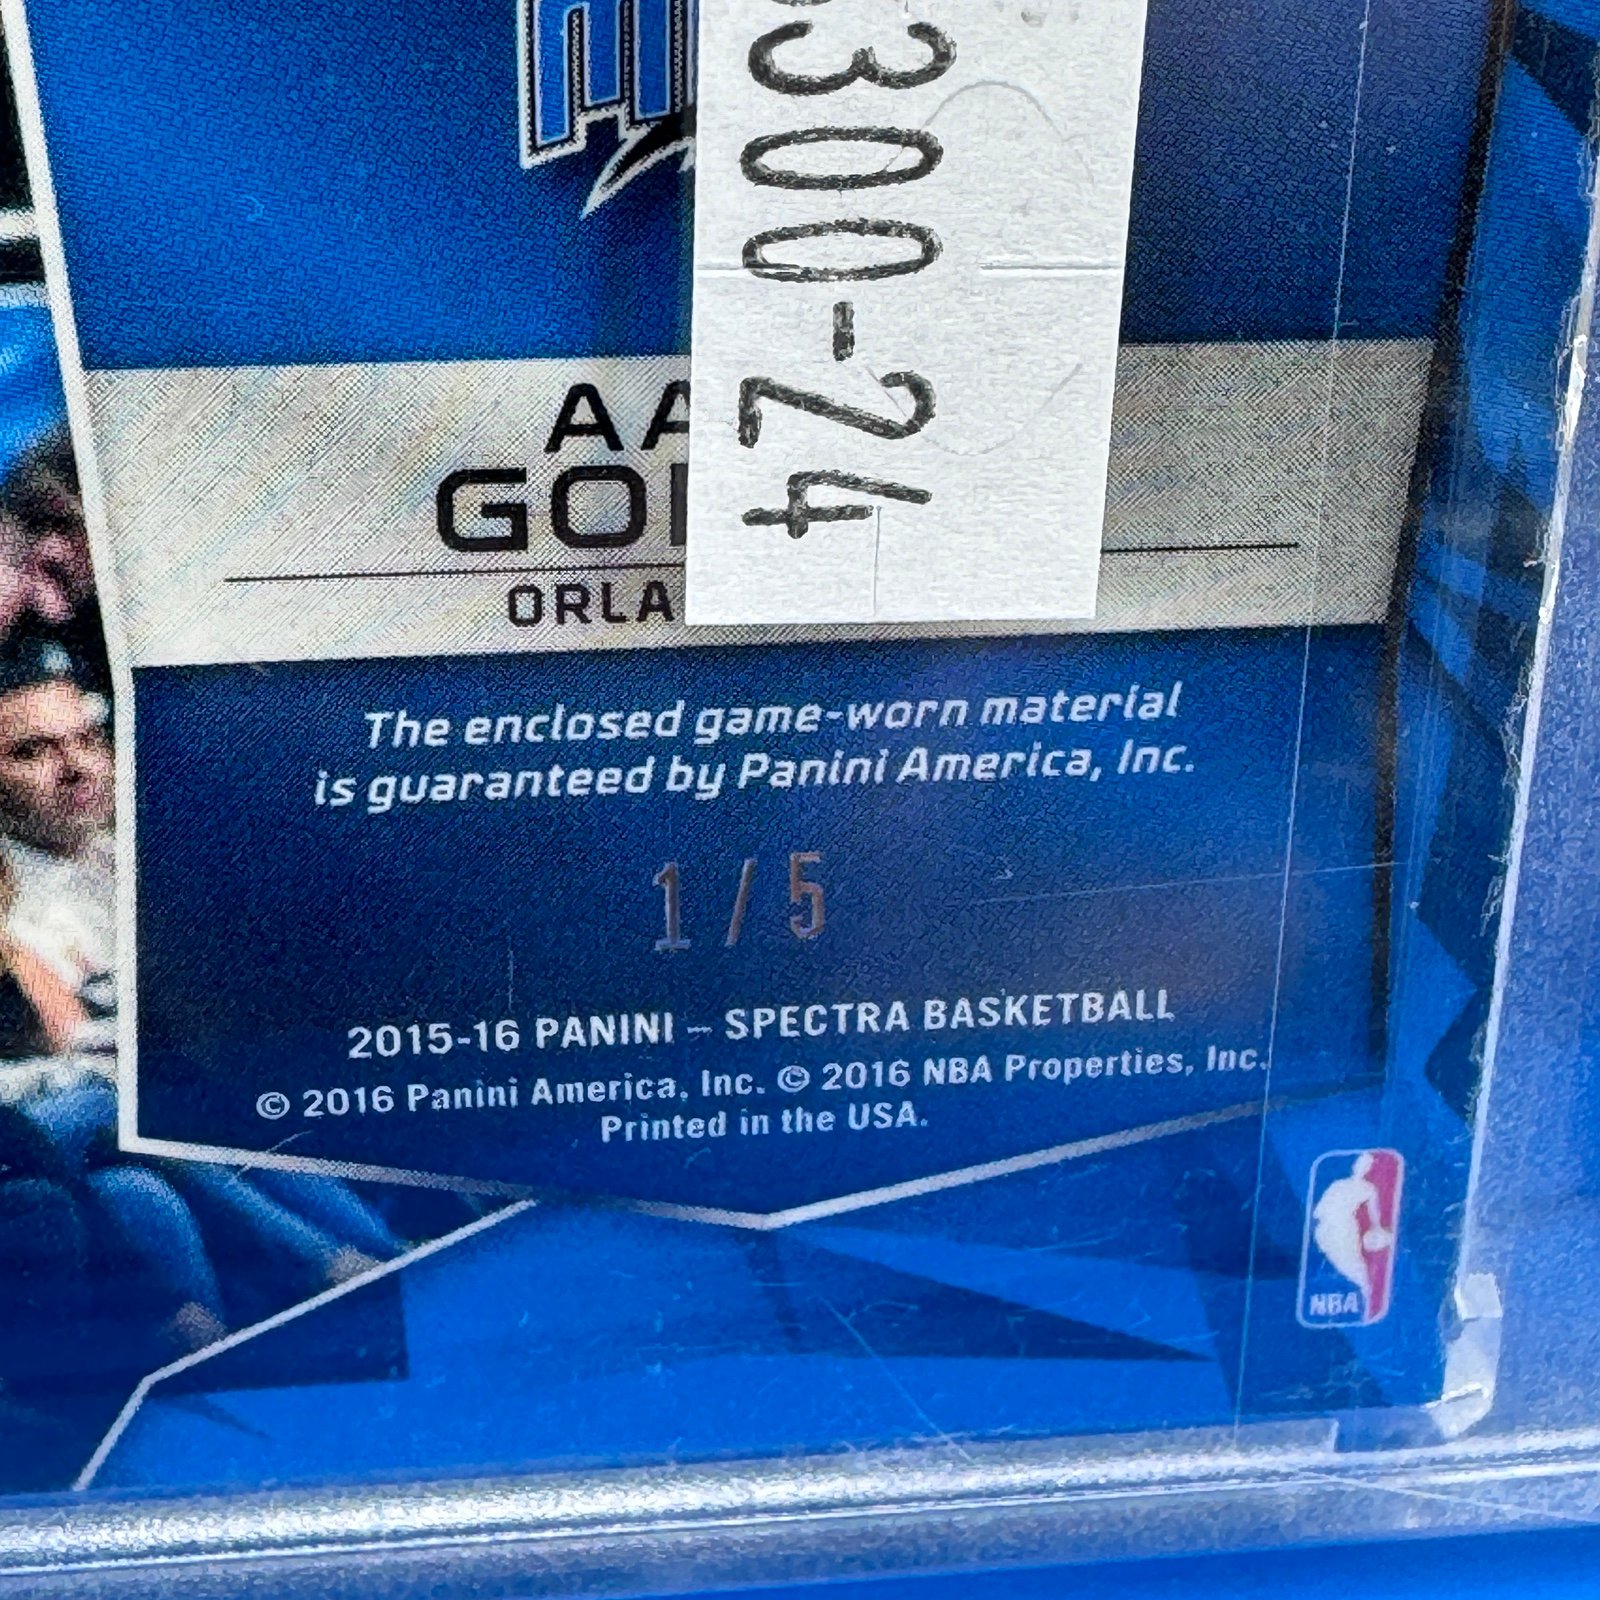 3300-24
AA
GO
ORLA
The enclosed game-worn material
is guaranteed by Panini America, Inc.
1 / 5
2015-16 PANINI – SPECTRA BASKETBALL
© 2016 Panini America, Inc. © 2016 NBA Properties, Inc.
Printed in the USA.
NBA